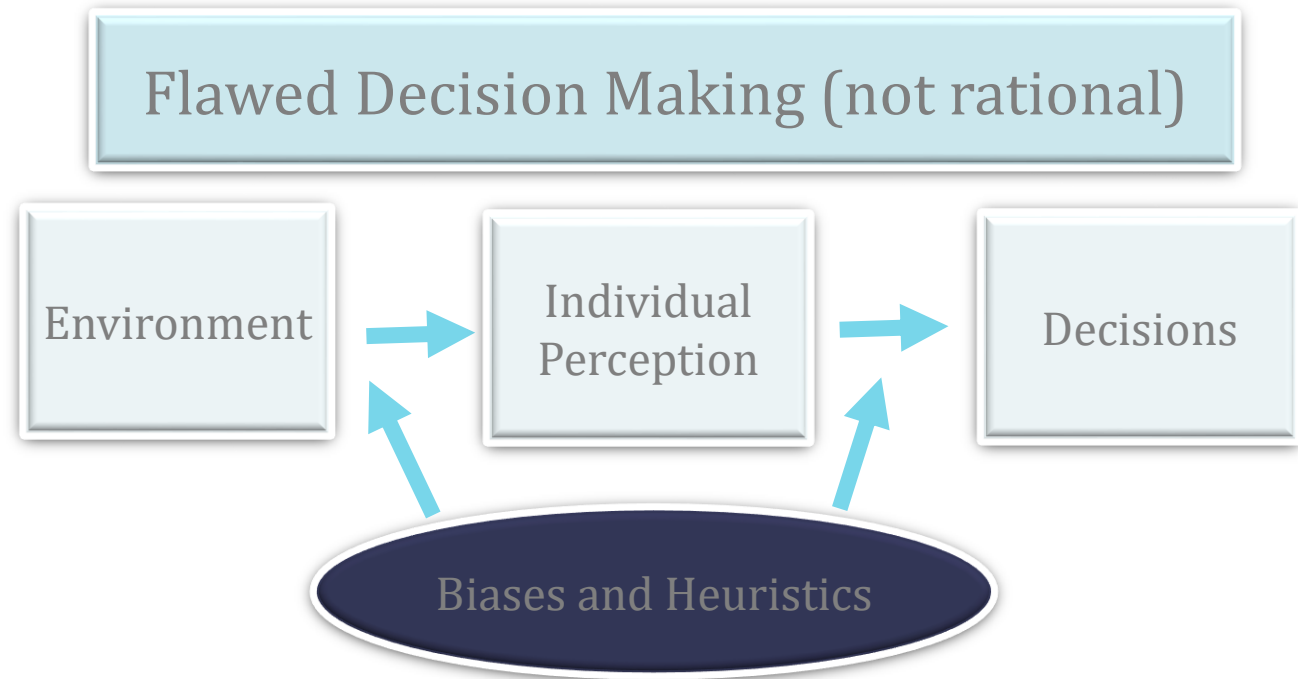 Flawed Decision Making (not rational)
Environment
Individual
Perception
Decisions
Biases and Heuristics